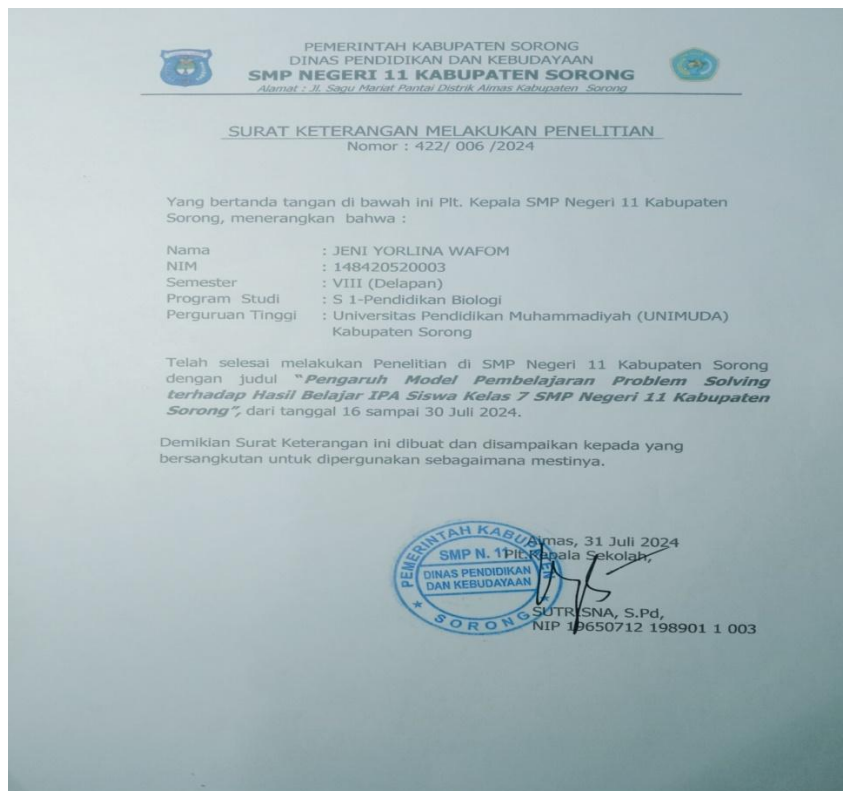 PEMERINTAH KABUPATEN SORONG
DINAS PENDIDIKAN DAN KEBUDAYAAN
SMP NEGERI 11 KABUPATEN SORONG
Alamat : Jl. Sagu Mariat Pantai Distrik Aimas Kabupaten Sorong
SURAT KETERANGAN MELAKUKAN PENELITIAN
Nomor : 422/ 006 /2024
Yang bertanda tangan di bawah ini Plt. Kepala SMP Negeri 11 Kabupaten
Sorong, menerangkan bahwa :
Nama : JENI YORLINA WAFOM
NIM : 148420520003
Semester : VIII (Delapan)
Program Studi : S 1-Pendidikan Biologi
Perguruan Tinggi : Universitas Pendidikan Muhammadiyah (UNIMUDA)
Kabupaten Sorong
Telah selesai melakukan Penelitian di SMP Negeri 11 Kabupaten Sorong
dengan judul "Pengaruh Model Pembelajaran Problem Solving
terhadap Hasil Belajar IPA Siswa Kelas 7 SMP Negeri 11 Kabupaten
Sorong", dari tanggal 16 sampai 30 Juli 2024.
Demikian Surat Keterangan ini dibuat dan disampaikan kepada yang
bersangkutan untuk dipergunakan sebagaimana mestinya.
Aimas, 31 Juli 2024
Plt.Kepala Sekolah,
PEMERINTAH KABUPATEN
SMP N. 11
DINAS PENDIDIKAN
DAN KEBUDAYAAN
SORONG
SUTRISNA, S.Pd,
NIP 19650712 198901 1 003